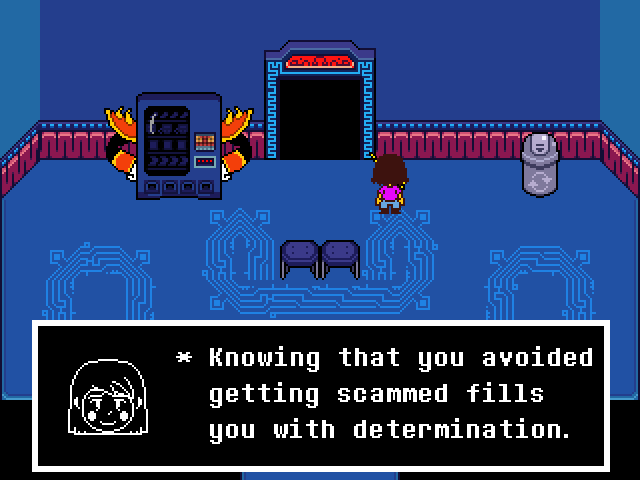 * Knowing that you avoided
getting scammed fills
you with determination.